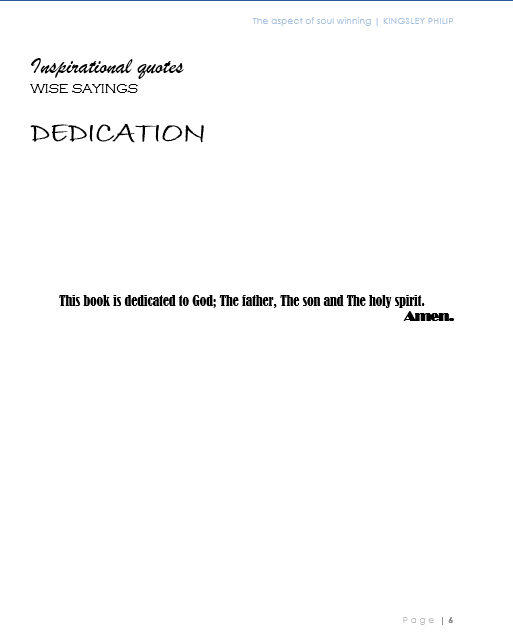 The aspect of soul winning | KINGSLEY PHILIP
Inspirational quotes
WISE SAYINGS
DEDICATION
This book is dedicated to God; The father, The son and The holy spirit.
Amen.
Page | 6